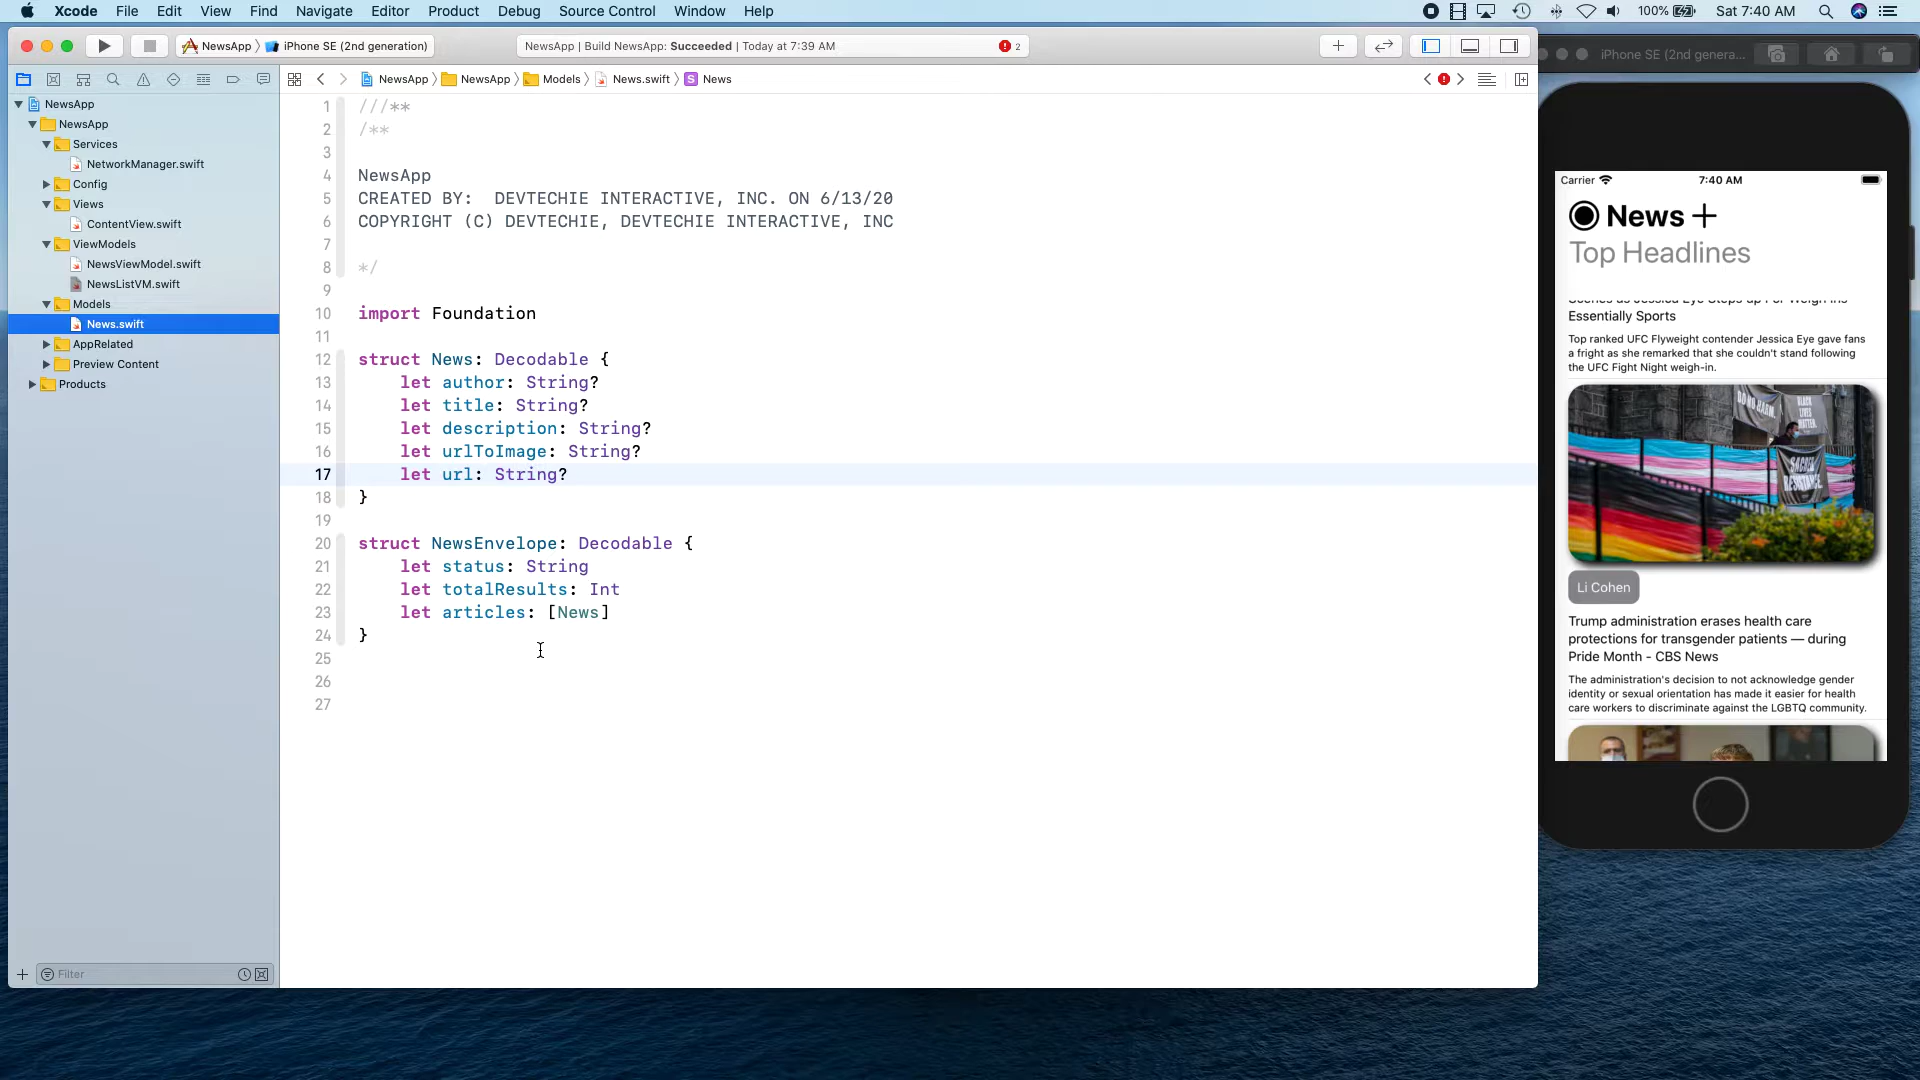 Xcode File Edit View Find Navigate Editor Product Debug Source Control Window Help
100% Sat 7:40 AM
NewsApp iPhone SE (2nd generation)
NewsApp | Build NewsApp: Succeeded | Today at 7:39 AM 2
iPhone SE (2nd genera...
NewsApp NewsApp Models News.swift S News
NewsApp
NewsApp
Services
NetworkManager.swift
Config
Views
ContentView.swift
ViewModels
NewsViewModel.swift
NewsListVM.swift
Models
News.swift
AppRelated
Preview Content
Products
Filter
1 ///**
2 /**
3
4 NewsApp
5 CREATED BY: DEVTECHIE INTERACTIVE, INC. ON 6/13/20
6 COPYRIGHT (C) DEVTECHIE, DEVTECHIE INTERACTIVE, INC
7
8 */
9
10 import Foundation
11
12 struct News: Decodable {
13 let author: String?
14 let title: String?
15 let description: String?
16 let urlToImage: String?
17 let url: String?
18 }
19
20 struct NewsEnvelope: Decodable {
21 let status: String
22 let totalResults: Int
23 let articles: [News]
24 }
25
26
27
Carrier 7:40 AM
News
Top Headlines
Essentially Sports
Top ranked UFC Flyweight contender Jessica Eye gave fans
a fright as she remarked that she couldn't stand following
the UFC Fight Night weigh-in.
DO NO HARM.
BLACK
LIVES
MATTER.
SACRED
RESISTANCE.
Li Cohen
Trump administration erases health care
protections for transgender patients — during
Pride Month - CBS News
The administration's decision to not acknowledge gender
identity or sexual orientation has made it easier for health
care workers to discriminate against the LGBTQ community.